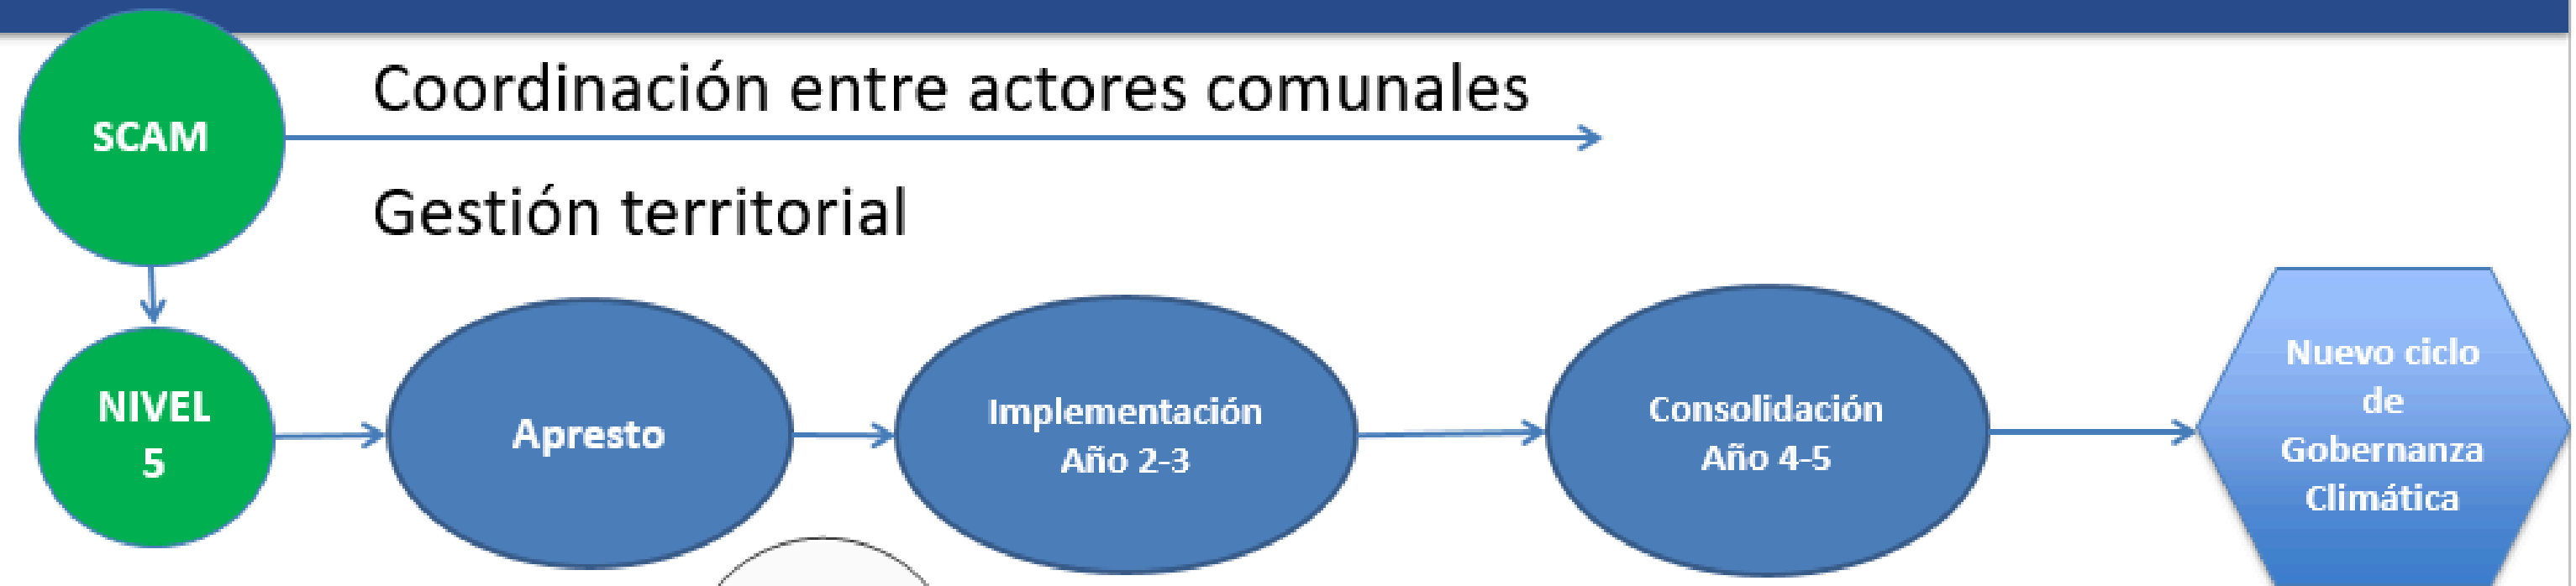 SCAM
Coordinación entre actores comunales
Gestión territorial
NIVEL
5
Apresto
Implementación
Año 2-3
Consolidación
Año 4-5
Nuevo ciclo
de
Gobernanza
Climática